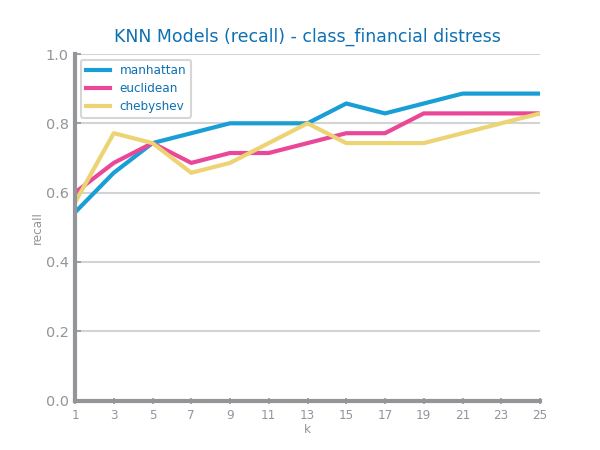 KNN Models (recall) - class_financial distress
1.0
manhattan
euclidean
chebyshev
0.8
0.6
recall
0.4
0.2
0.0
1 3 5 7 9 11 13 15 17 19 21 23 25
k